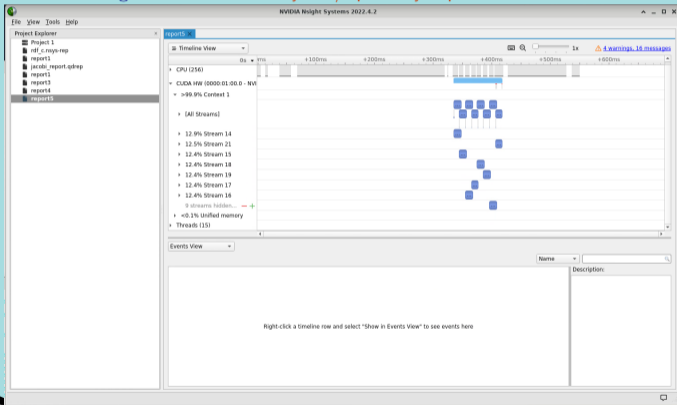 NVIDIA Nsight Systems 2022.4.2
File View Tools Help
Project Explorer
Project 1
rdf_c.nsys-rep
report1
jacobi_report.qdrep
report1
report3
report4
report5
report5
Timeline View
1x
4 warnings, 16 messages
0s
+100ms
+200ms
+300ms
+400ms
+500ms
+600ms
CPU (256)
CUDA HW (0000:01:00.0 - NVI
>99.9% Context 1
[All Streams]
12.9% Stream 14
12.5% Stream 21
12.4% Stream 15
12.4% Stream 18
12.4% Stream 19
12.4% Stream 17
12.4% Stream 16
streams hidden...
<0.1% Unified memory
Threads (15)
Events View
Name
Description:
Right-click a timeline row and select "Show in Events View" to see events here